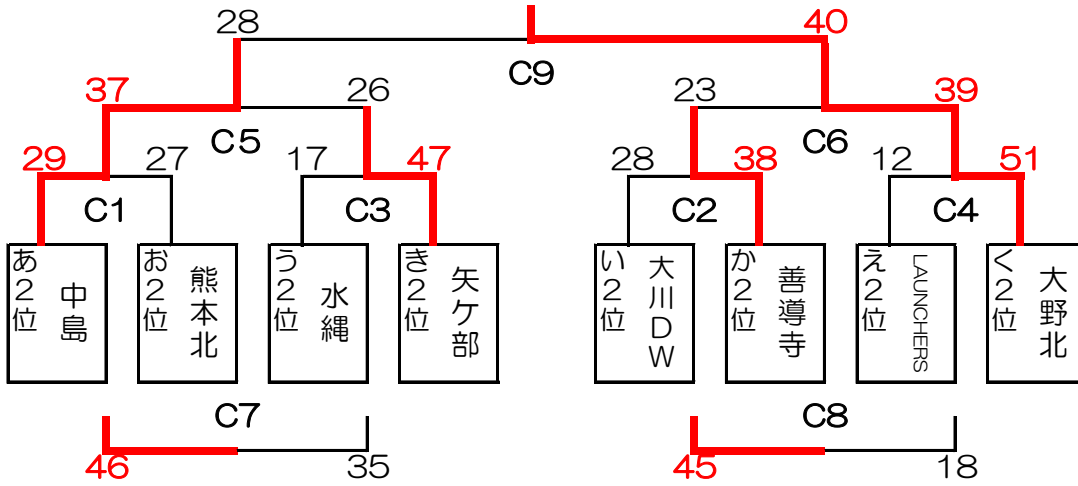 28
40
C9
37
26
23
39
C5
C6
29
27
17
47
28
38
12
51
C1
C3
C2
C4
あ2位
中島
お2位
熊本北
う2位
水縄
き2位
矢ケ部
い2位
大川DW
か2位
善導寺
え2位
LAUNCHERS
く2位
大野北
C7
C8
46
35
45
18